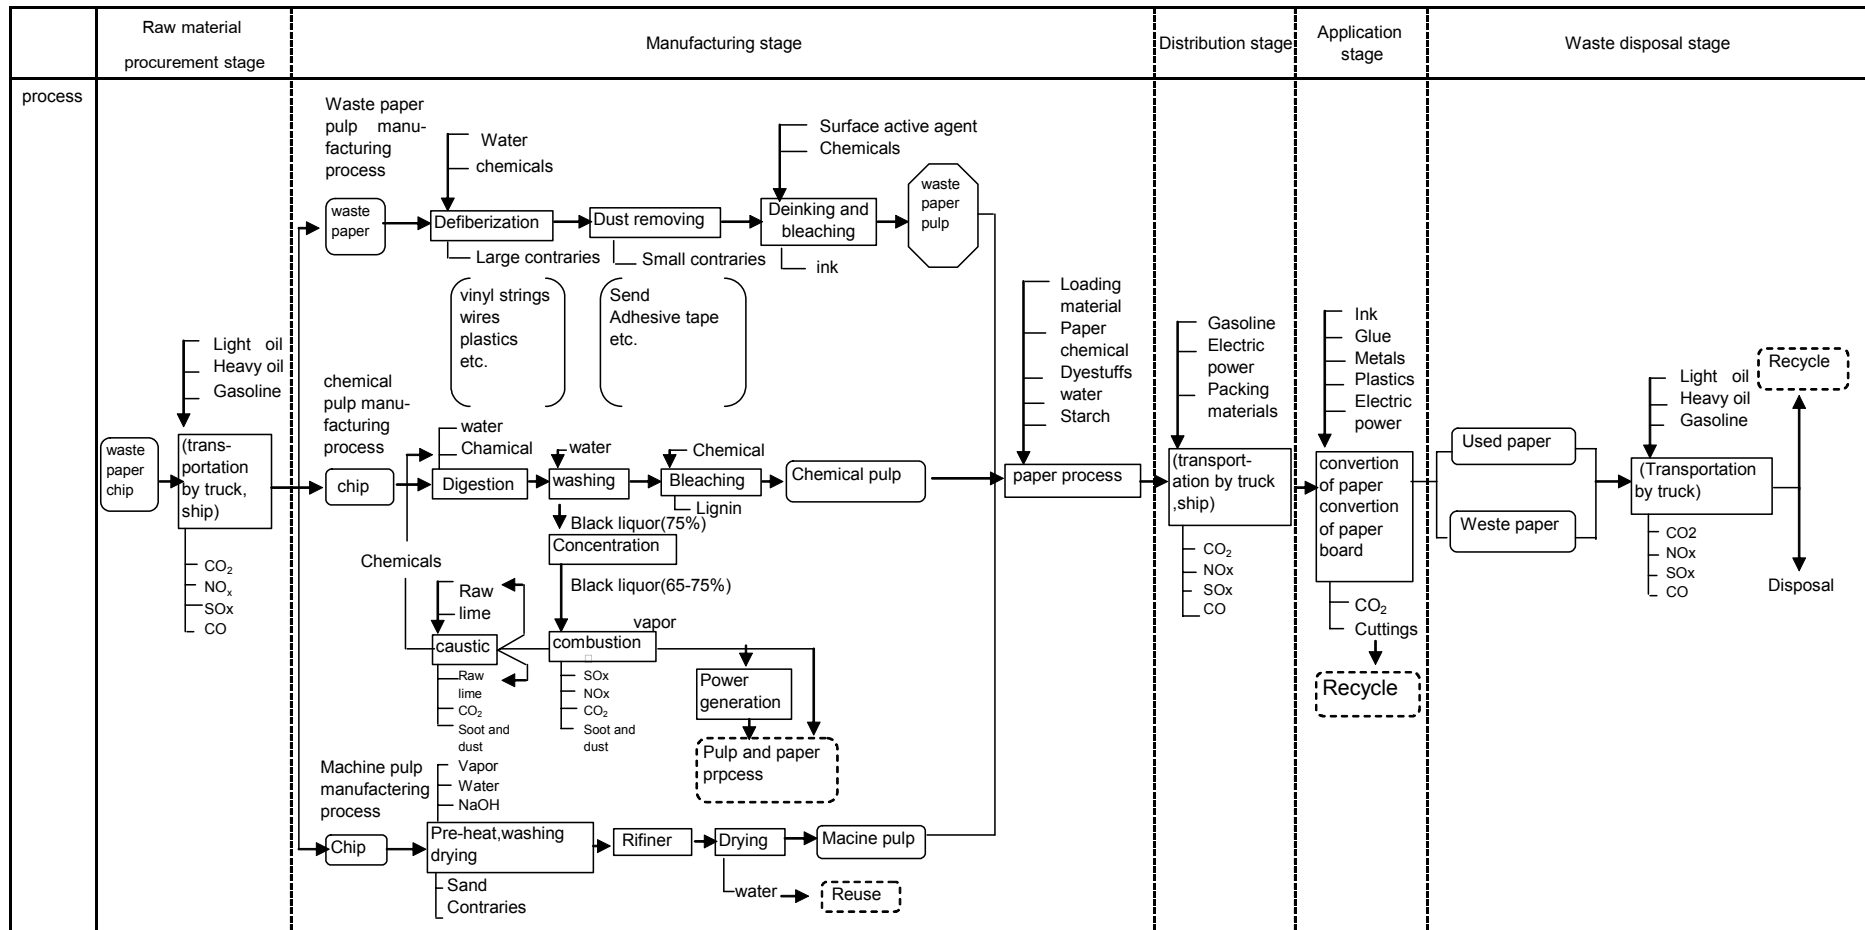 Raw material
procurement stage
Manufacturing stage
Distribution stage
Application
stage
Waste disposal stage
process
waste
paper
chip
Light oil
Heavy oil
Gasoline
(trans-
portation
by truck,
ship)
CO2
NOx
SOx
CO
Waste paper
pulp manu-
facturing
process
waste
paper
Water
chemicals
Defiberization
Large contraries
vinyl strings
wires
plastics
etc.
Dust removing
Small contraries
Send
Adhesive tape
etc.
Surface active agent
Chemicals
Deinking and
bleaching
ink
waste
paper
pulp
chemical
pulp manu-
facturing
process
chip
water
Chamical
Digestion
water
washing
Chemical
Bleaching
Lignin
Chemical pulp
Black liquor(75%)
Concentration
Black liquor(65-75%)
Chemicals
Raw
lime
caustic
Raw
lime
CO2
Soot and
dust
vapor
combustion
SOx
NOx
CO2
Soot and
dust
Power
generation
Pulp and paper
prpcess
Machine pulp
manufactering
process
Chip
Vapor
Water
NaOH
Pre-heat,washing
drying
Sand
Contraries
Rifiner
Drying
water
Reuse
Macine pulp
Loading
material
Paper
chemical
Dyestuffs
water
Starch
paper process
Gasoline
Electric
power
Packing
materials
(transport-
ation by truck
,ship)
CO2
NOx
SOx
CO
Ink
Glue
Metals
Plastics
Electric
power
convertion
of paper
convertion
of paper
board
CO2
Cuttings
Recycle
Used paper
Weste paper
Light oil
Heavy oil
Gasoline
(Transportation
by truck)
CO2
NOx
SOx
CO
Recycle
Disposal